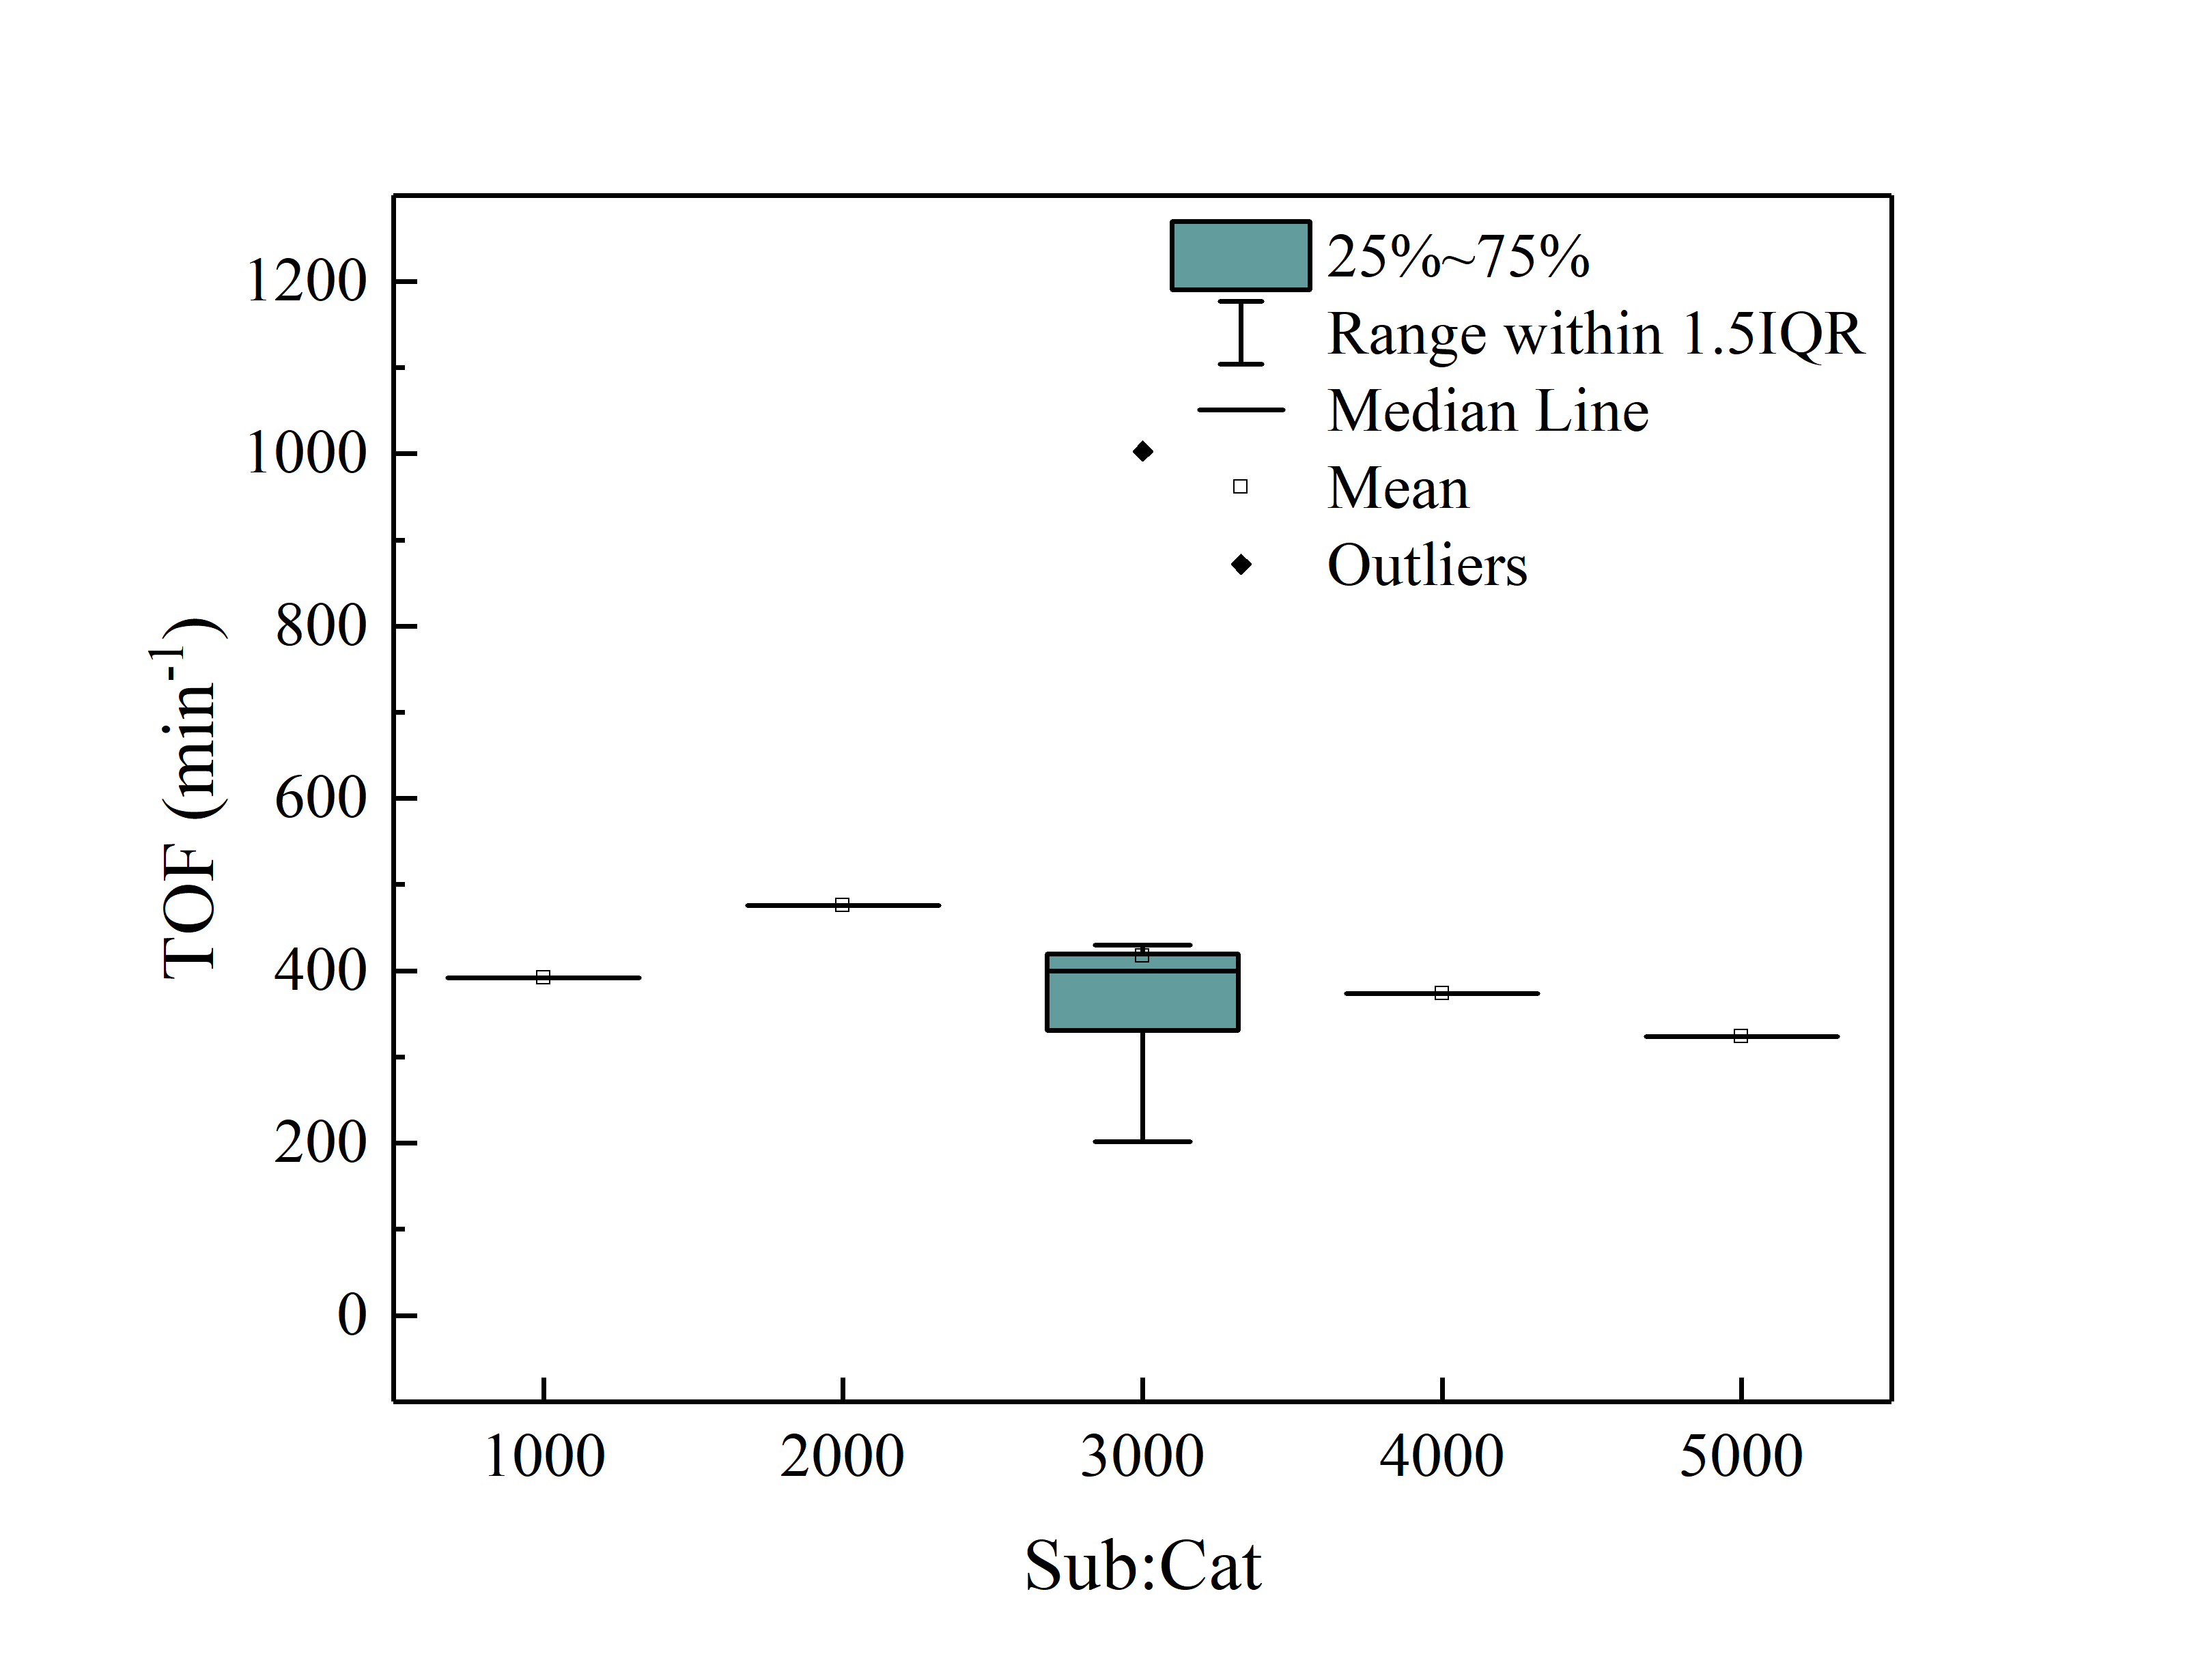 25%~75%
Range within 1.5IQR
Median Line
Mean
Outliers
TOF (min⁻¹)
1200
1000
800
600
400
200
0
1000 2000 3000 4000 5000
Sub:Cat